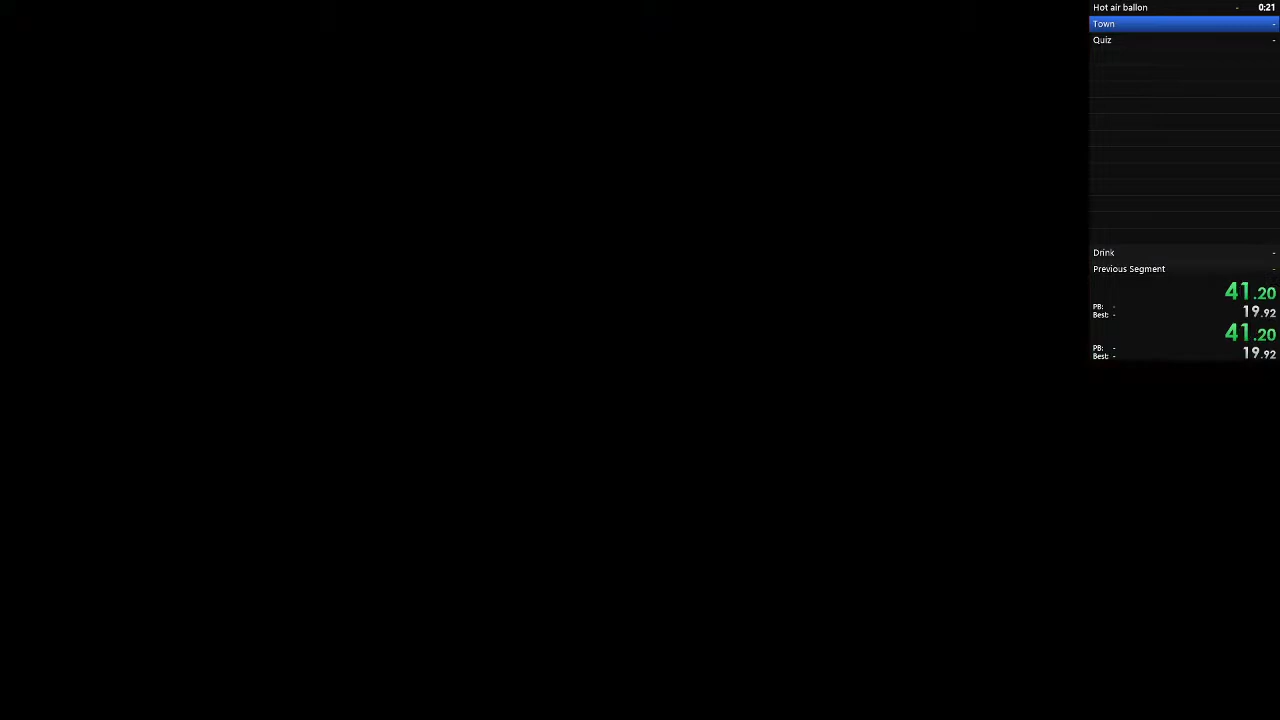 Hot air ballon - 0:21
Town -
Quiz -
Drink -
Previous Segment -
41.20
PB: -
Best: - 19.92
41.20
PB: -
Best: - 19.92